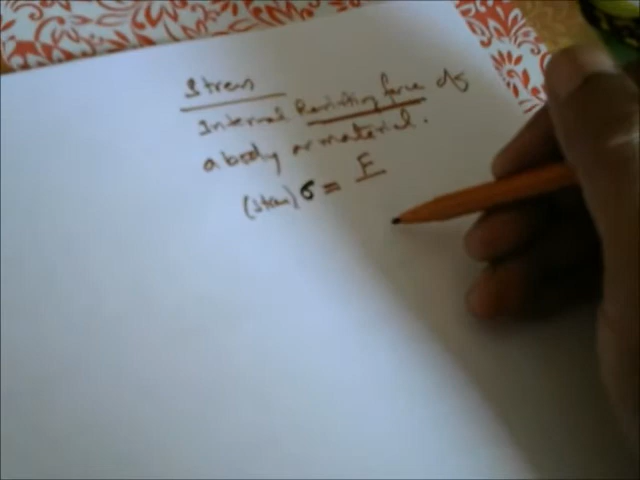 Stress
Internal Resisting force of
a body or material.
(stress) σ = F